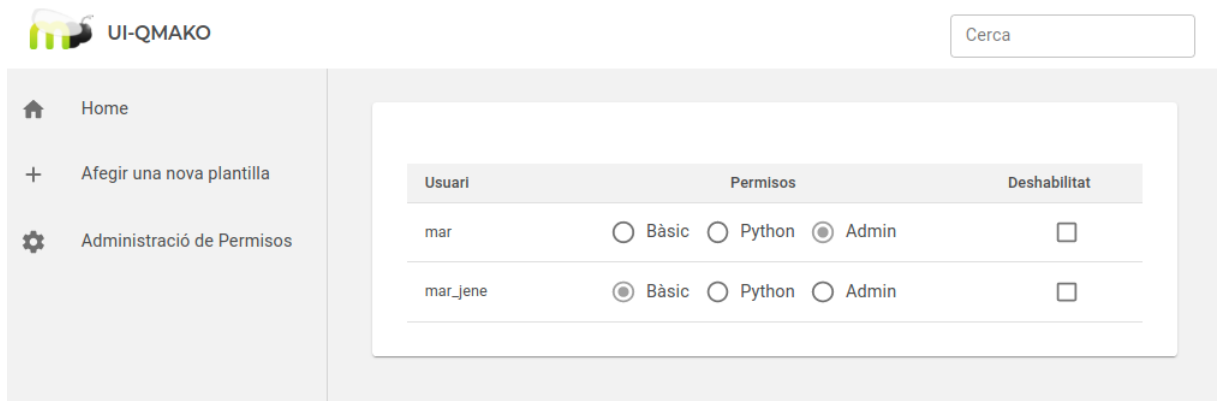 UI-QMAKO
Cerca
Home
Afegir una nova plantilla
Administració de Permisos
Usuari Permisos Deshabilitat
mar Bàsic Python Admin
mar_jene Bàsic Python Admin